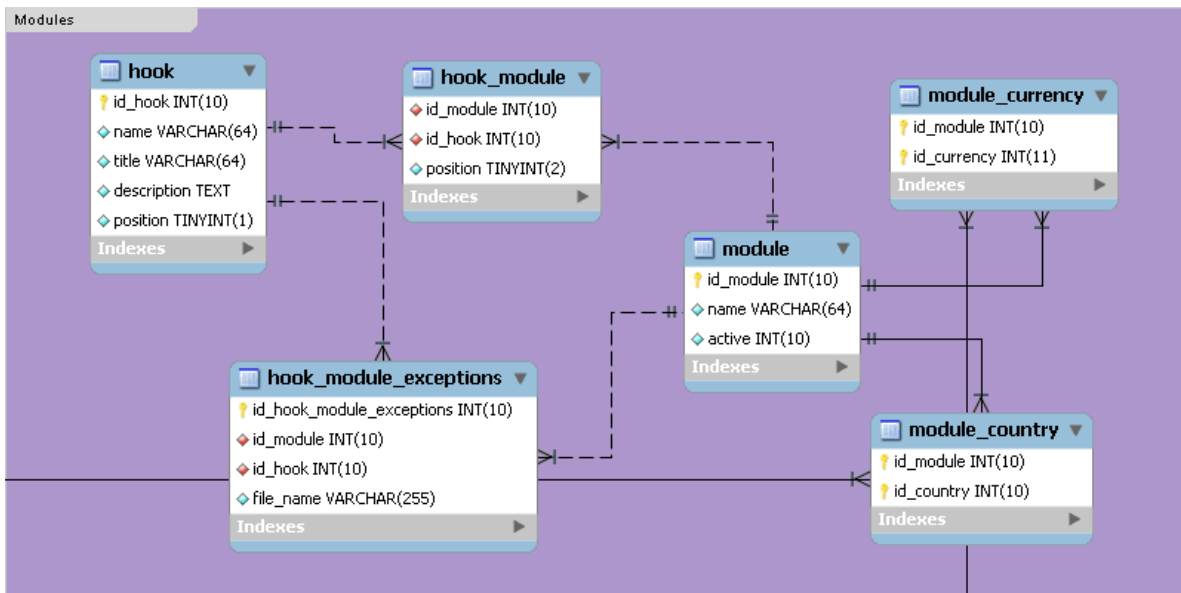 Modules
hook
id_hook INT(10)
name VARCHAR(64)
title VARCHAR(64)
description TEXT
position TINYINT(1)
Indexes
hook_module
id_module INT(10)
id_hook INT(10)
position TINYINT(2)
Indexes
module_currency
id_module INT(10)
id_currency INT(11)
Indexes
module
id_module INT(10)
name VARCHAR(64)
active INT(10)
Indexes
hook_module_exceptions
id_hook_module_exceptions INT(10)
id_module INT(10)
id_hook INT(10)
file_name VARCHAR(255)
Indexes
module_country
id_module INT(10)
id_country INT(10)
Indexes